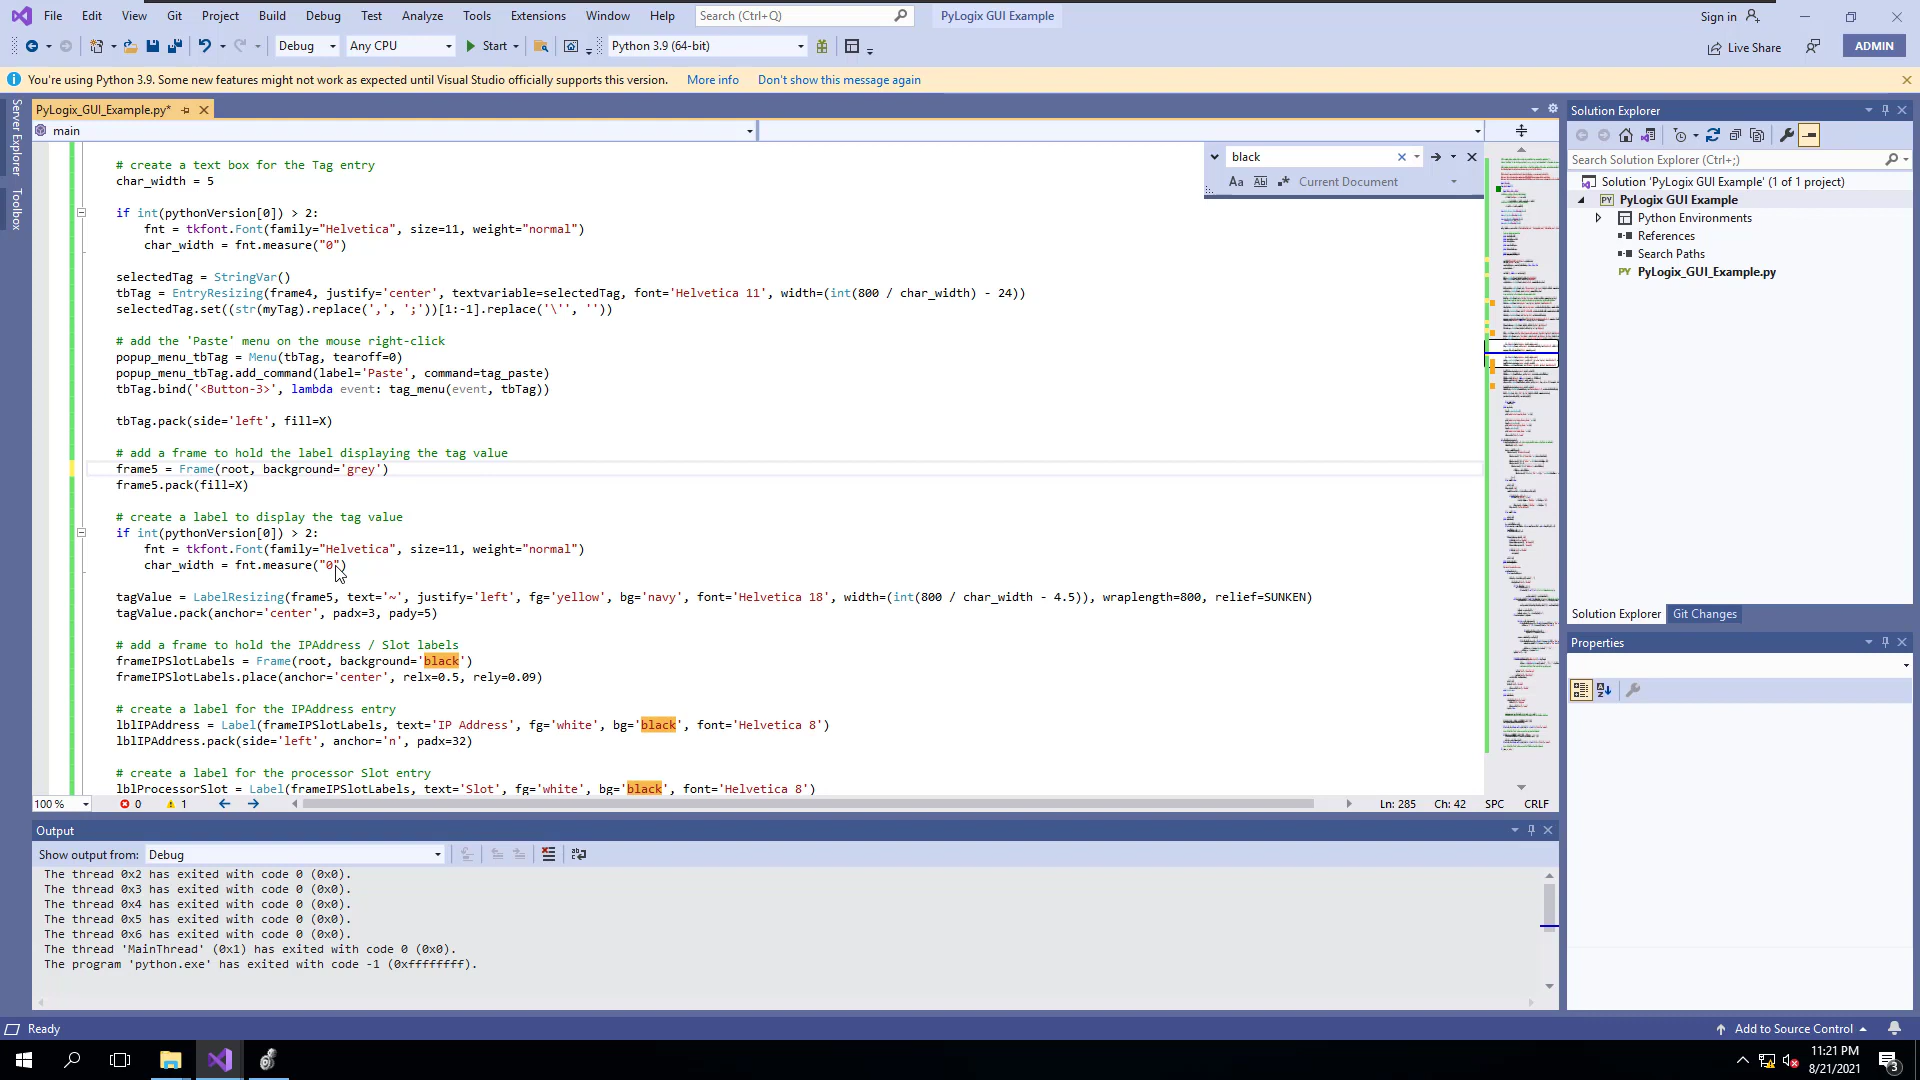 File Edit View Git Project Build Debug Test Analyze Tools Extensions Window Help Search (Ctrl+Q) PyLogix GUI Example Sign in
Debug Any CPU Start Python 3.9 (64-bit) Live Share ADMIN
You're using Python 3.9. Some new features might not work as expected until Visual Studio officially supports this version. More info Don't show this message again
Server Explorer
Toolbox
PyLogix_GUI_Example.py*
main
black
Aa Ab Current Document
# create a text box for the Tag entry
char_width = 5
if int(pythonVersion[0]) > 2:
fnt = tkfont.Font(family="Helvetica", size=11, weight="normal")
char_width = fnt.measure("0")
selectedTag = StringVar()
tbTag = EntryResizing(frame4, justify='center', textvariable=selectedTag, font='Helvetica 11', width=(int(800 / char_width) - 24))
selectedTag.set((str(myTag).replace(',', ';'))[1:-1].replace('\'', ''))
# add the 'Paste' menu on the mouse right-click
popup_menu_tbTag = Menu(tbTag, tearoff=0)
popup_menu_tbTag.add_command(label='Paste', command=tag_paste)
tbTag.bind('<Button-3>', lambda event: tag_menu(event, tbTag))
tbTag.pack(side='left', fill=X)
# add a frame to hold the label displaying the tag value
frame5 = Frame(root, background='grey')
frame5.pack(fill=X)
# create a label to display the tag value
if int(pythonVersion[0]) > 2:
fnt = tkfont.Font(family="Helvetica", size=11, weight="normal")
char_width = fnt.measure("0")
tagValue = LabelResizing(frame5, text='~', justify='left', fg='yellow', bg='navy', font='Helvetica 18', width=(int(800 / char_width - 4.5)), wraplength=800, relief=SUNKEN)
tagValue.pack(anchor='center', padx=3, pady=5)
# add a frame to hold the IPAddress / Slot labels
frameIPSlotLabels = Frame(root, background='black')
frameIPSlotLabels.place(anchor='center', relx=0.5, rely=0.09)
# create a label for the IPAddress entry
lblIPAddress = Label(frameIPSlotLabels, text='IP Address', fg='white', bg='black', font='Helvetica 8')
lblIPAddress.pack(side='left', anchor='n', padx=32)
# create a label for the processor Slot entry
lblProcessorSlot = Label(frameIPSlotLabels, text='Slot', fg='white', bg='black', font='Helvetica 8')
100 % 0 1 Ln: 285 Ch: 42 SPC CRLF
Output
Show output from: Debug
The thread 0x2 has exited with code 0 (0x0).
The thread 0x3 has exited with code 0 (0x0).
The thread 0x4 has exited with code 0 (0x0).
The thread 0x5 has exited with code 0 (0x0).
The thread 0x6 has exited with code 0 (0x0).
The thread 'MainThread' (0x1) has exited with code 0 (0x0).
The program 'python.exe' has exited with code -1 (0xffffffff).
Solution Explorer
Search Solution Explorer (Ctrl+;)
Solution 'PyLogix GUI Example' (1 of 1 project)
PY PyLogix GUI Example
Python Environments
References
Search Paths
PY PyLogix_GUI_Example.py
Solution Explorer Git Changes
Properties
Ready Add to Source Control
11:21 PM
8/21/2021
3